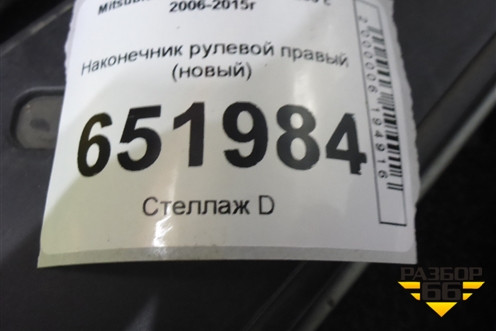 2006-2015г
Наконечник рулевой правый
(новый)
651984
Стеллаж D
2000006194916
РАЗБОР
66